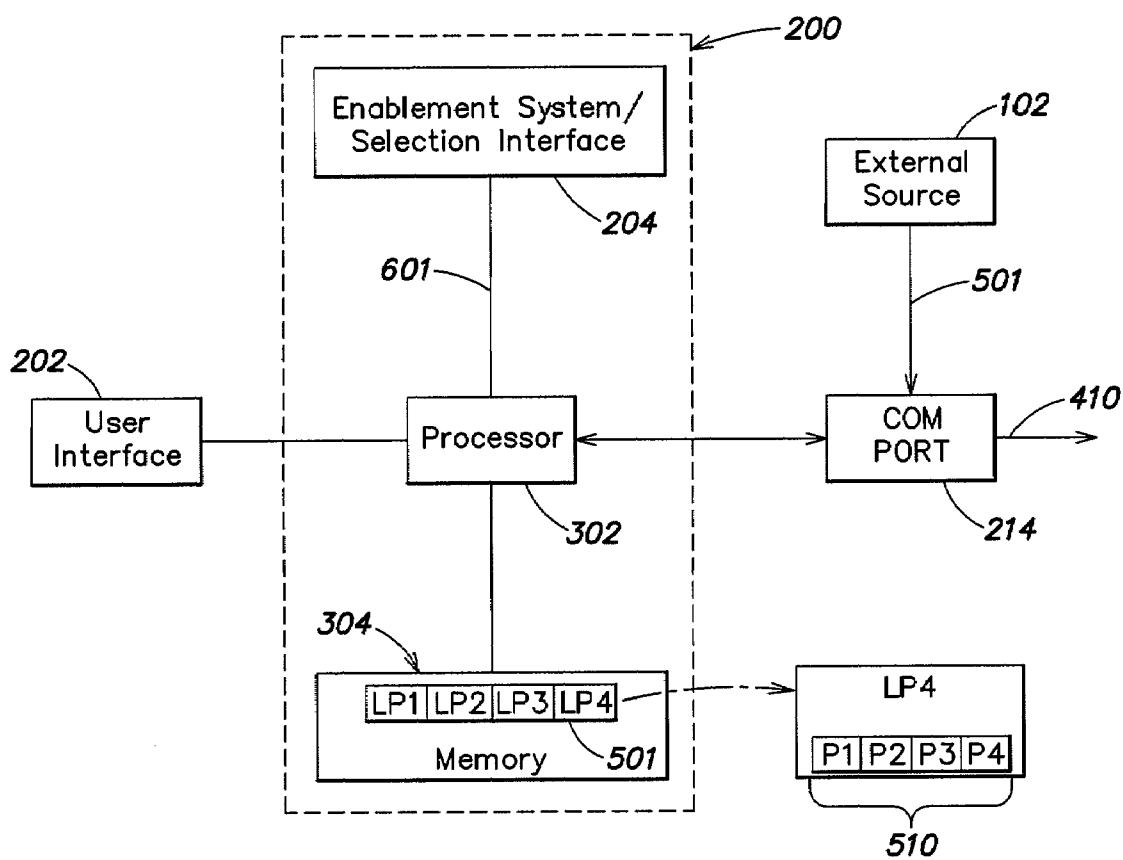 200
Enablement System/
Selection Interface
204
102
External
Source
601
501
202
User
Interface
Processor
302
COM
PORT
410
214
304
LP1 LP2 LP3 LP4
501
Memory
LP4
P1 P2 P3 P4
510